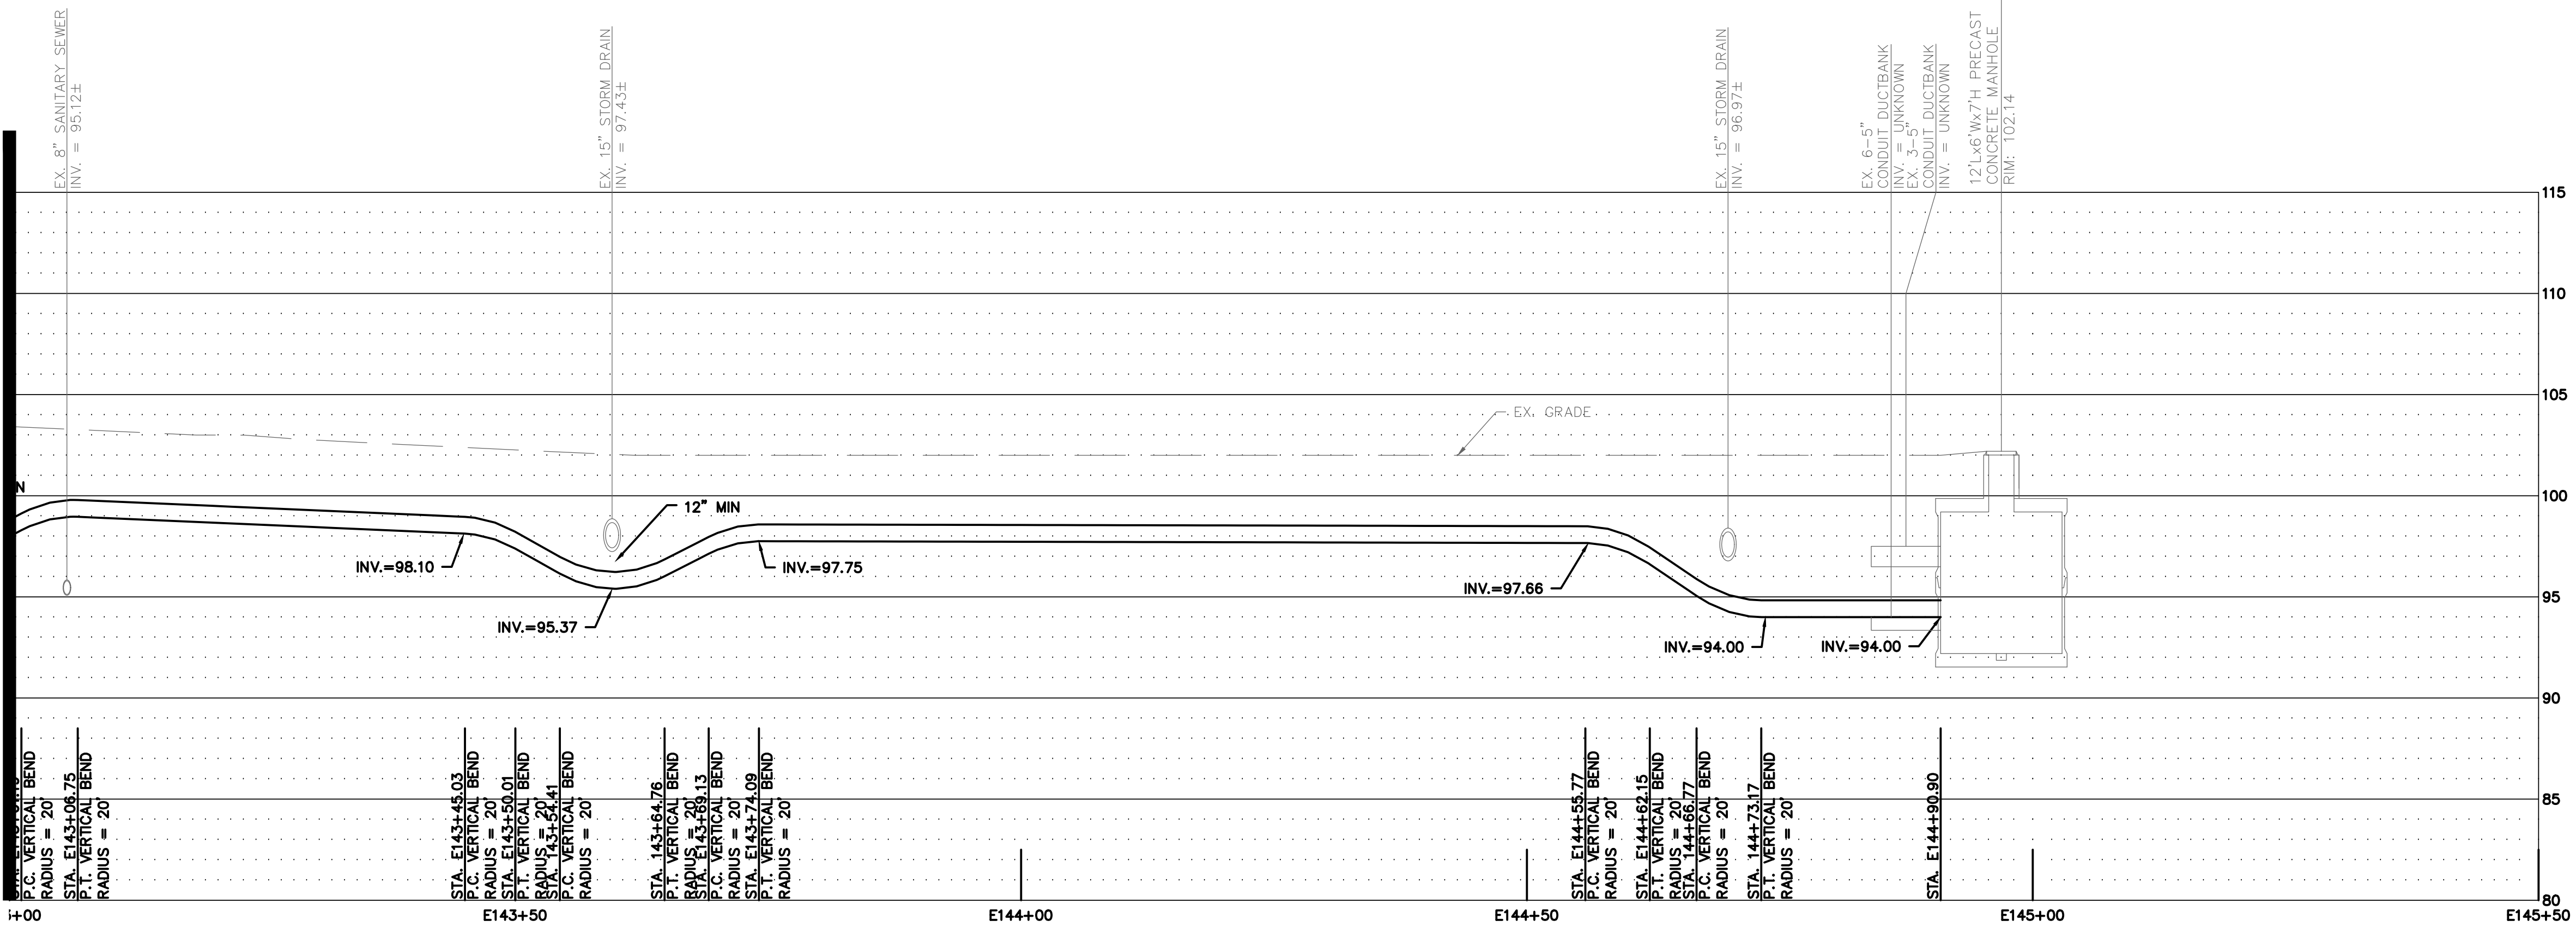 EX. 8" SANITARY SEWER
INV. = 95.12±
EX. 15" STORM DRAIN
INV. = 97.43±
EX. 15" STORM DRAIN
INV. = 96.97±
EX. 6-5"
CONDUIT DUCTBANK
INV. = UNKNOWN
EX. 3-5"
CONDUIT DUCTBANK
INV. = UNKNOWN
12'Lx6'Wx7'H PRECAST
CONCRETE MANHOLE
RIM: 102.14
115
110
105
100
95
90
85
80
EX. GRADE
N
12" MIN
INV.=98.10
INV.=95.37
INV.=97.75
INV.=97.66
INV.=94.00
INV.=94.00
P.C. VERTICAL BEND
RADIUS = 20'
STA. E143+06.75
P.T. VERTICAL BEND
RADIUS = 20'
STA. E143+45.03
P.C. VERTICAL BEND
RADIUS = 20'
STA. E143+50.01
P.T. VERTICAL BEND
RADIUS = 20'
STA. 143+54.41
P.C. VERTICAL BEND
RADIUS = 20'
STA. 143+64.76
P.T. VERTICAL BEND
RADIUS = 20'
STA. E143+69.13
P.C. VERTICAL BEND
RADIUS = 20'
STA. E143+74.09
P.T. VERTICAL BEND
RADIUS = 20'
STA. E144+55.77
P.C. VERTICAL BEND
RADIUS = 20'
STA. E144+62.15
P.T. VERTICAL BEND
RADIUS = 20'
STA. 144+66.77
P.C. VERTICAL BEND
RADIUS = 20'
STA. 144+73.17
P.T. VERTICAL BEND
RADIUS = 20'
STA. E144+90.90
+00
E143+50
E144+00
E144+50
E145+00
E145+50